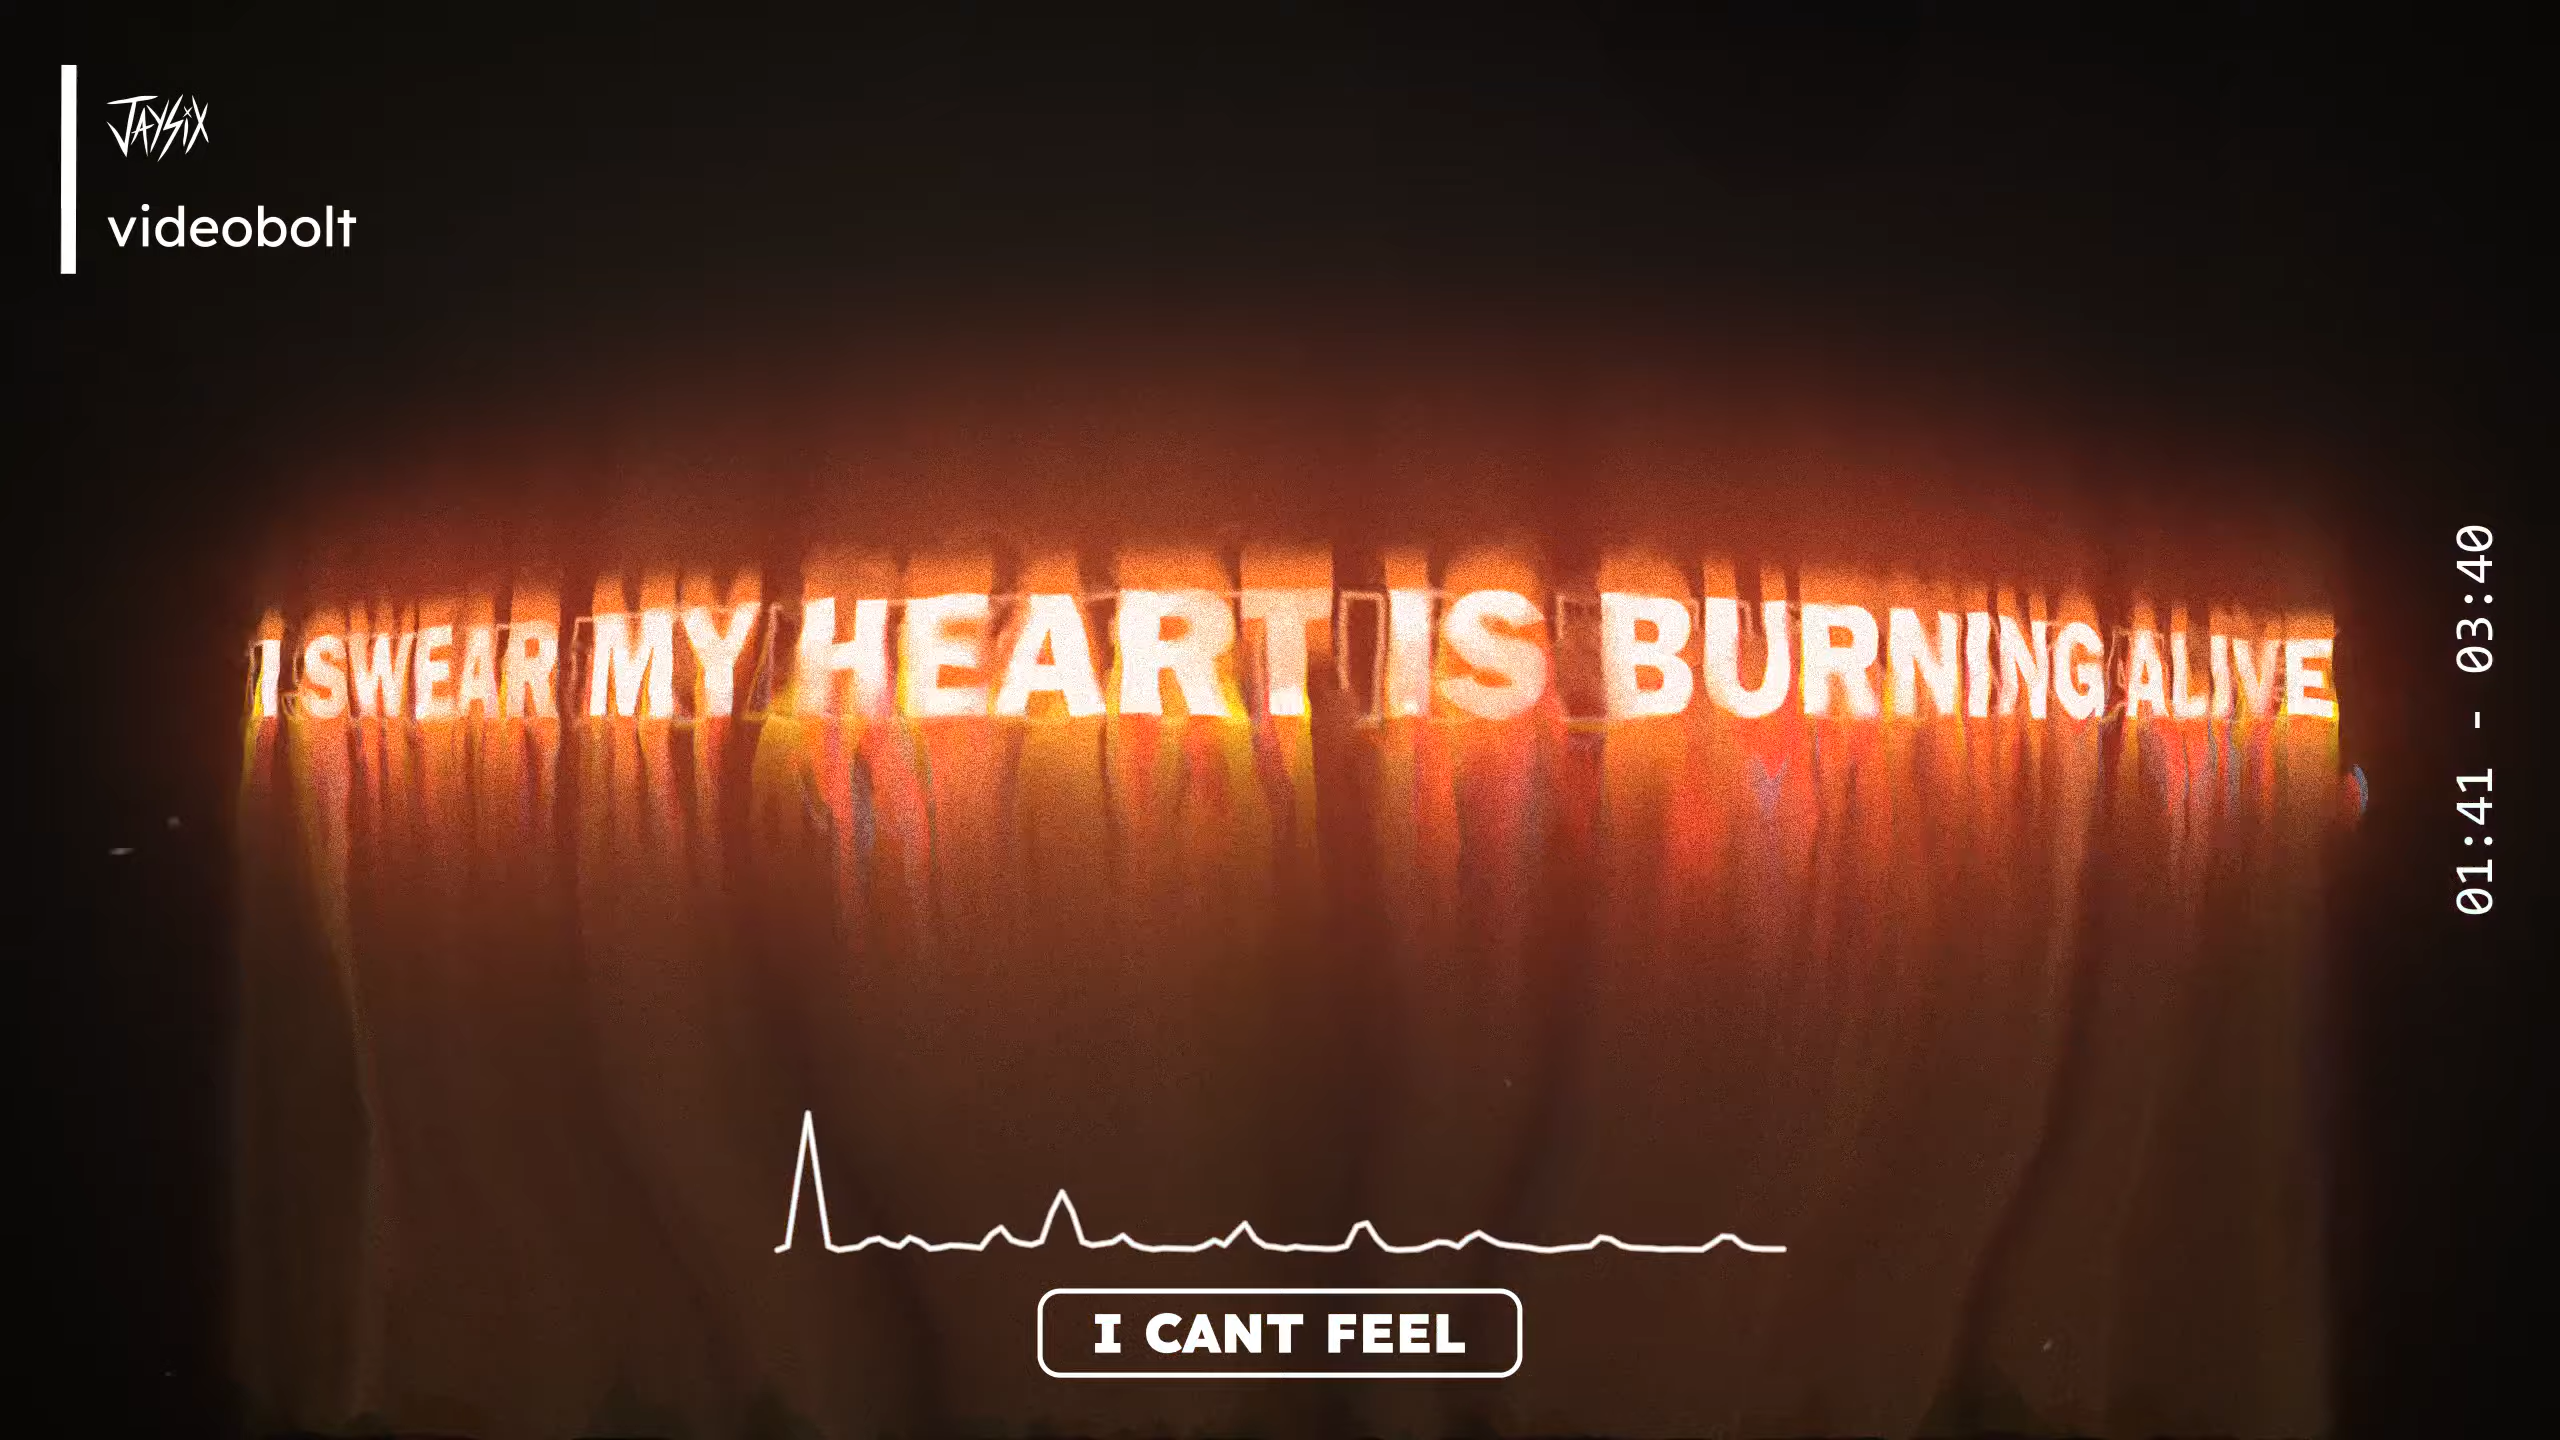 JAYSIX
videobolt
I SWEAR MY HEART IS BURNING ALIVE
01:41 - 03:40
I CANT FEEL